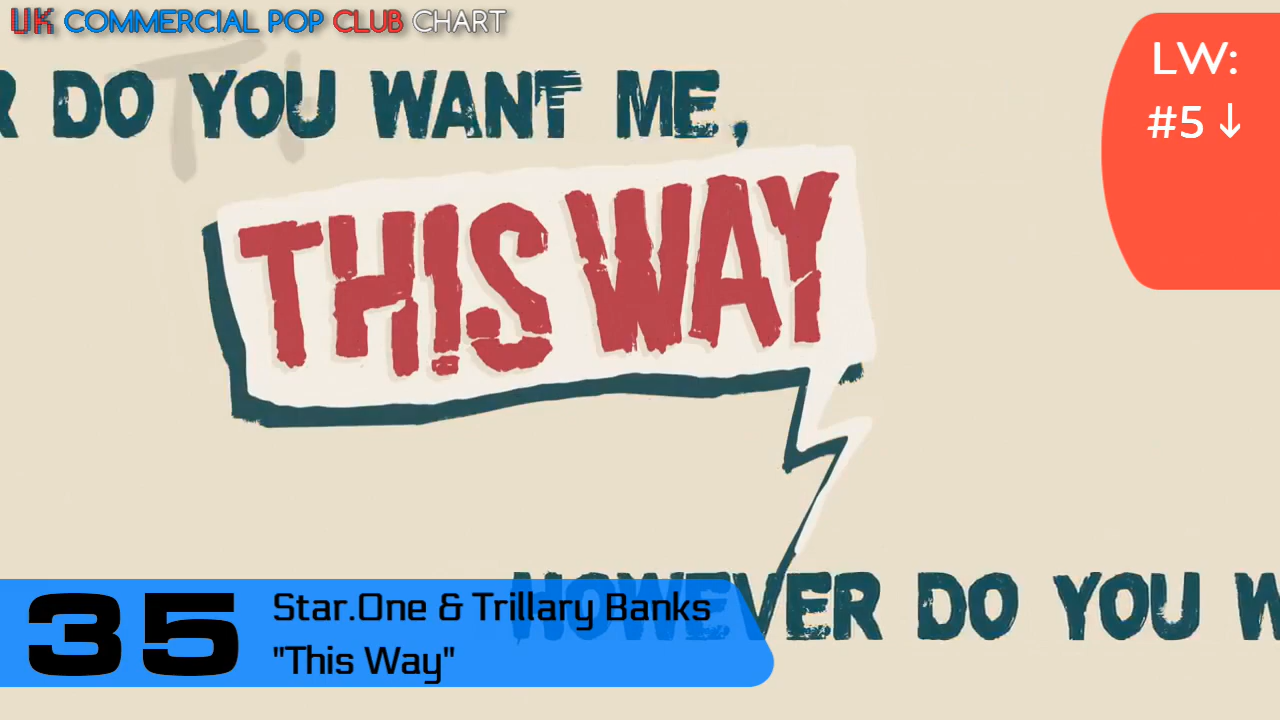 UK COMMERCIAL POP CLUB CHART
LW:
#5↓
R DO YOU WANT ME,
THIS WAY
HOWEVER DO YOU W
35
Star.One & Trillary Banks
"This Way"